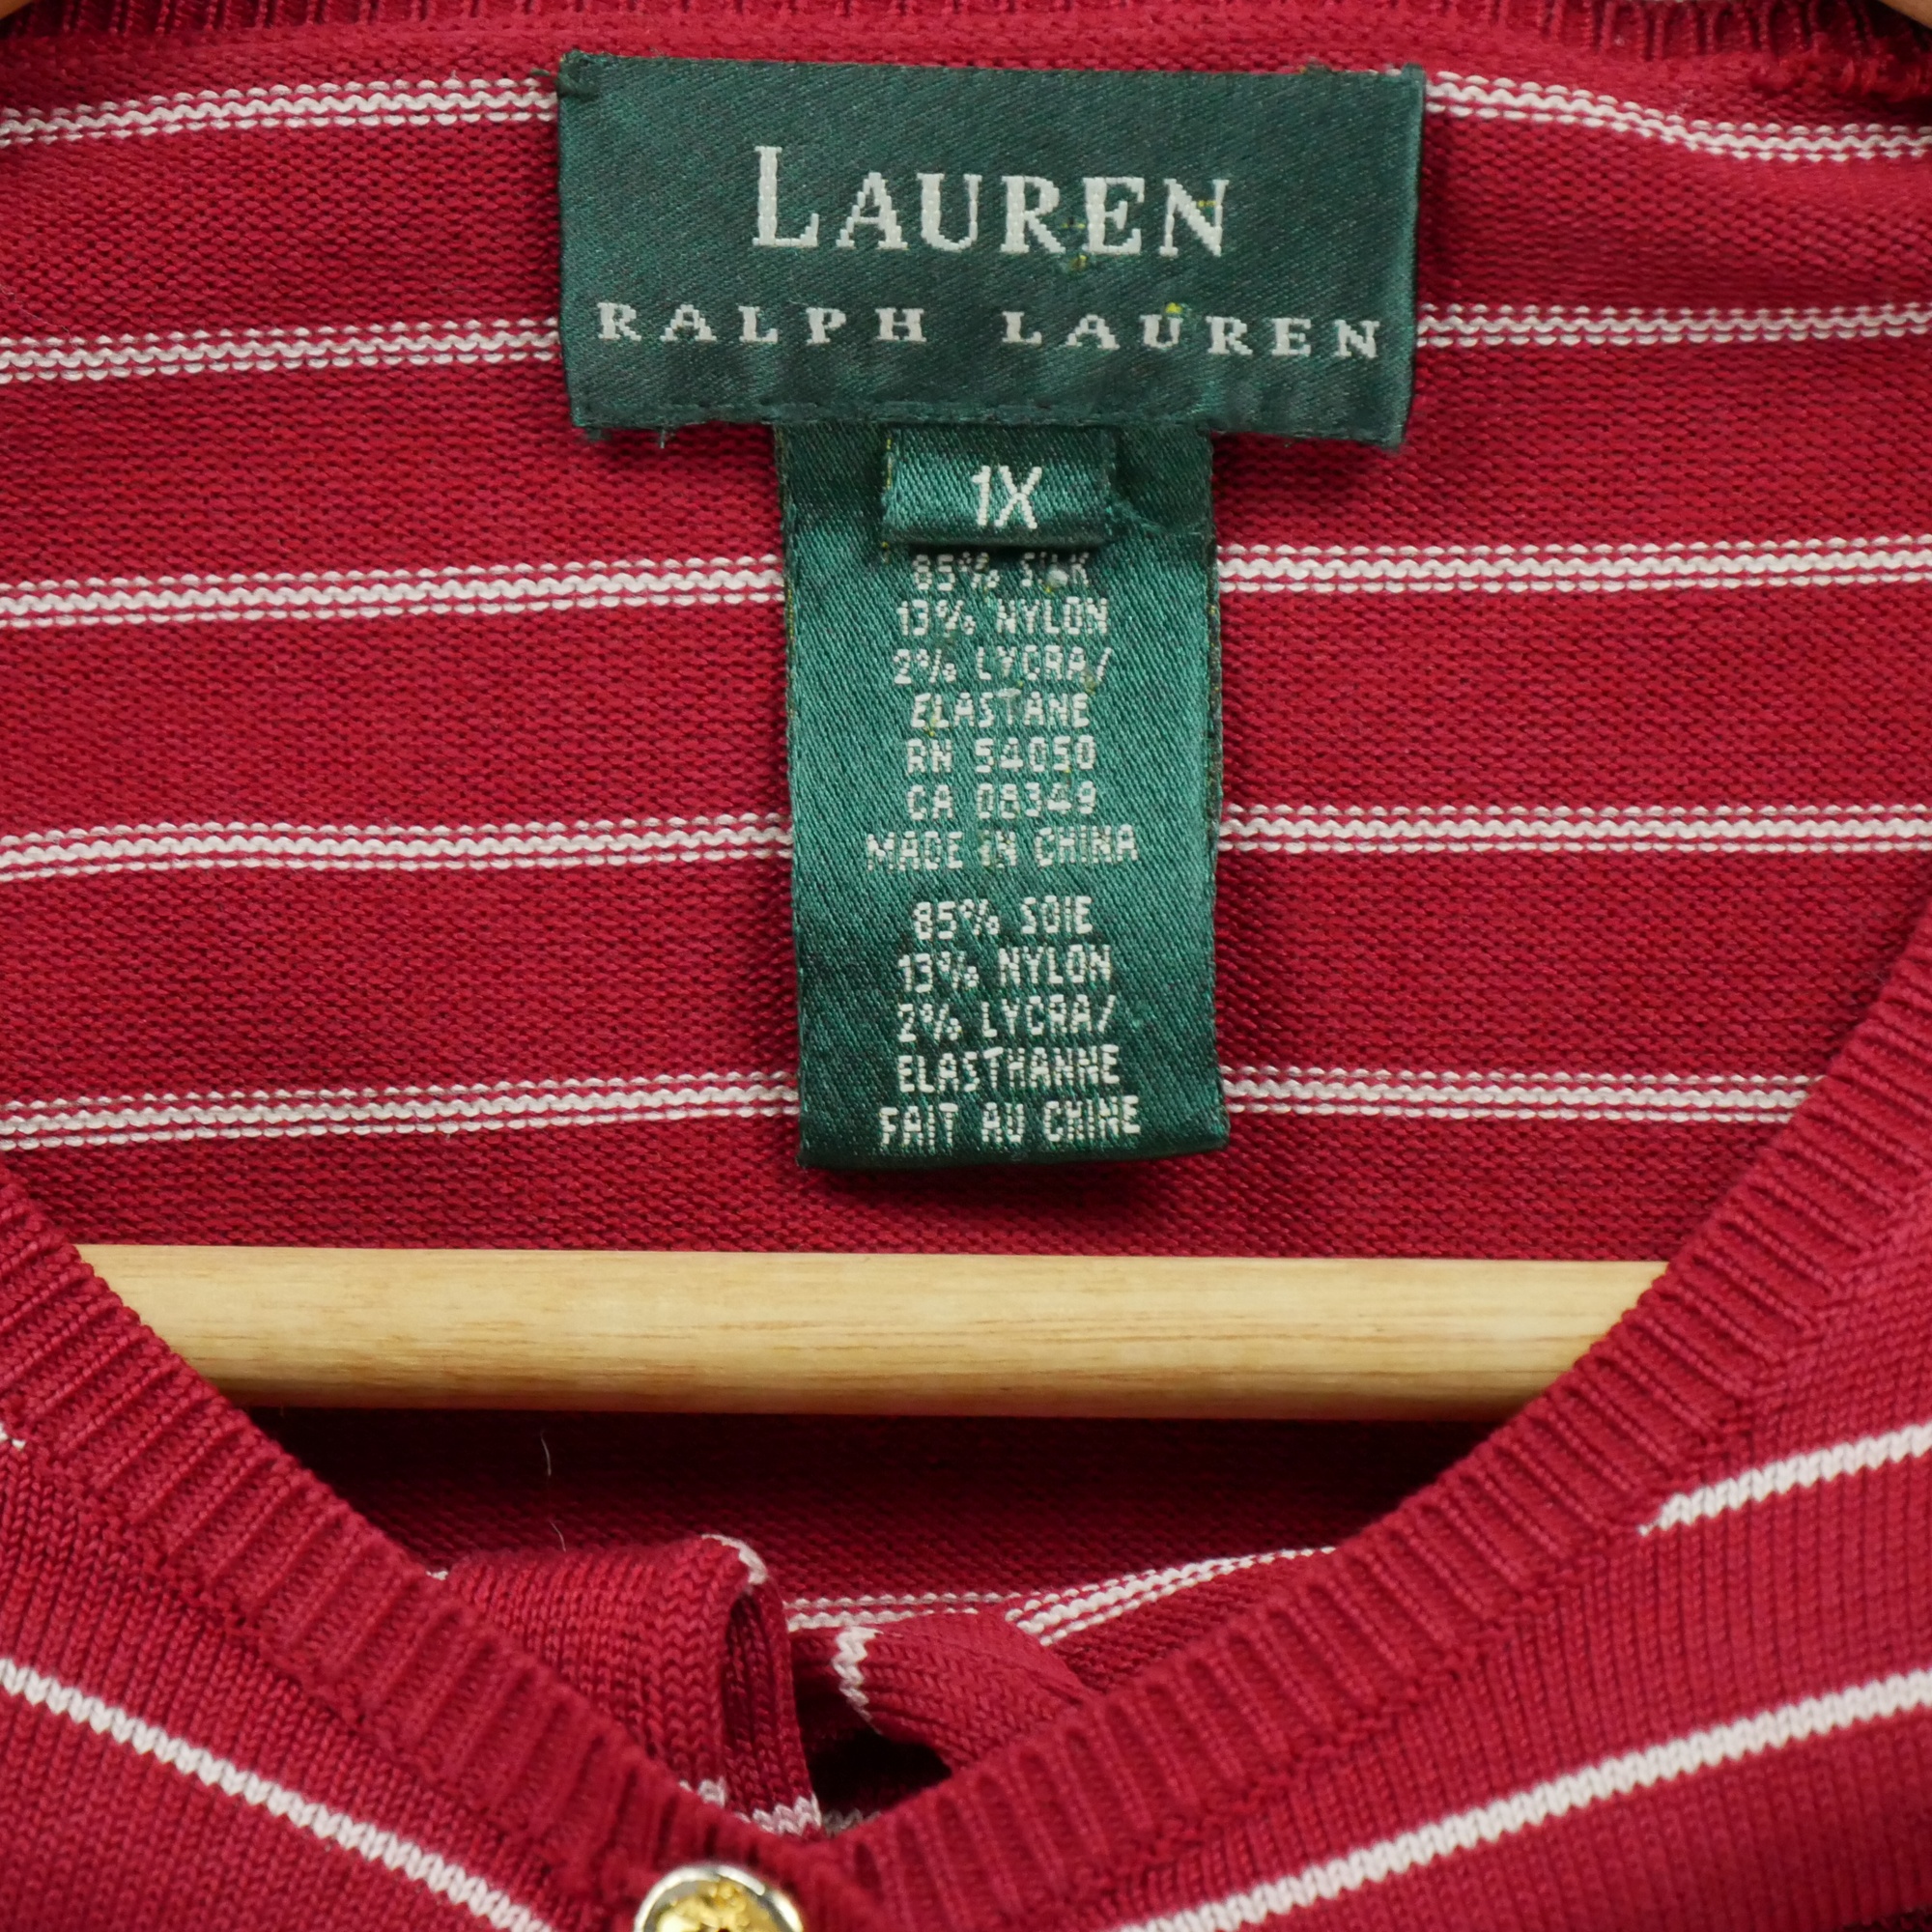 LAUREN
RALPH LAUREN
1X
85% SILK
13% NYLON
2% LYCRA/
ELASTANE
RN 54050
CA 08349
MADE IN CHINA
85% SOIE
13% NYLON
2% LYCRA/
ELASTHANNE
FAIT AU CHINE